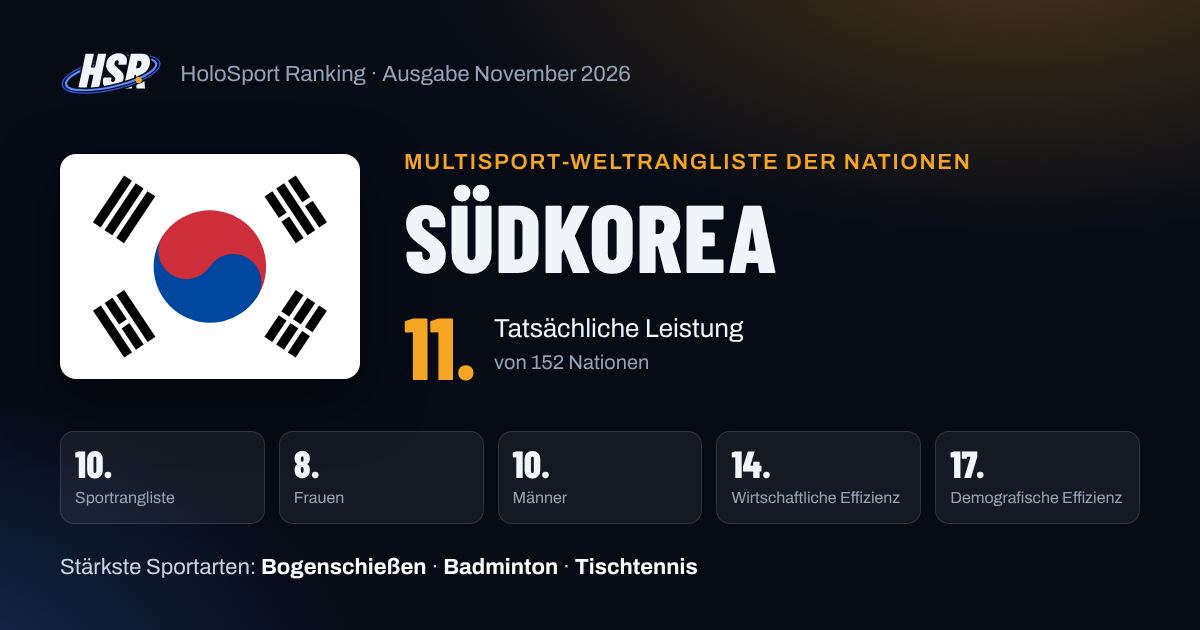 HSR
HoloSport Ranking · Ausgabe November 2026
MULTISPORT-WELTRANGLISTE DER NATIONEN
SÜDKOREA
11.
Tatsächliche Leistung
von 152 Nationen
10.
Sportrangliste
8.
Frauen
10.
Männer
14.
Wirtschaftliche Effizienz
17.
Demografische Effizienz
Stärkste Sportarten: Bogenschießen · Badminton · Tischtennis